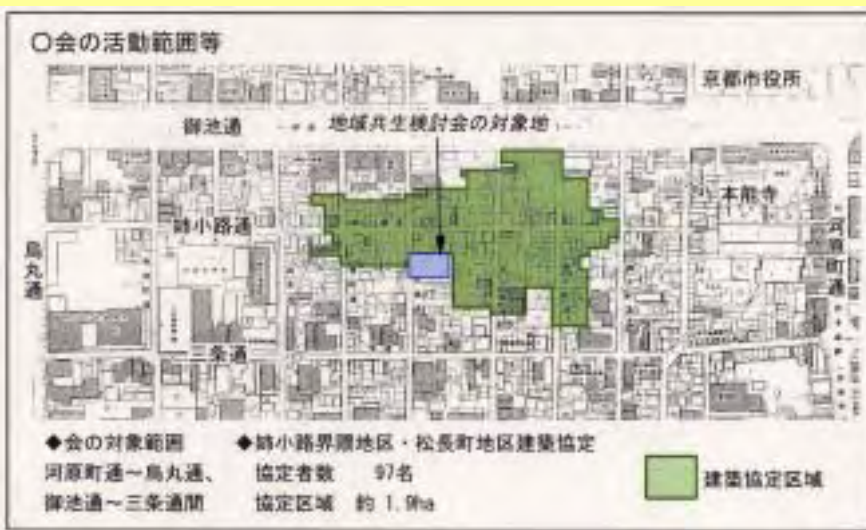 〇会の活動範囲等
京都市役所
御池通
地域共生検討会の対象地
本能寺
姉小路通
河原町通
烏丸通
三条通
◆会の対象範囲
河原町通～烏丸通、
御池通～三条通間
◆姉小路界隈地区・松長町地区建築協定
協定者数 97名
協定区域 約 1.9ha
建築協定区域